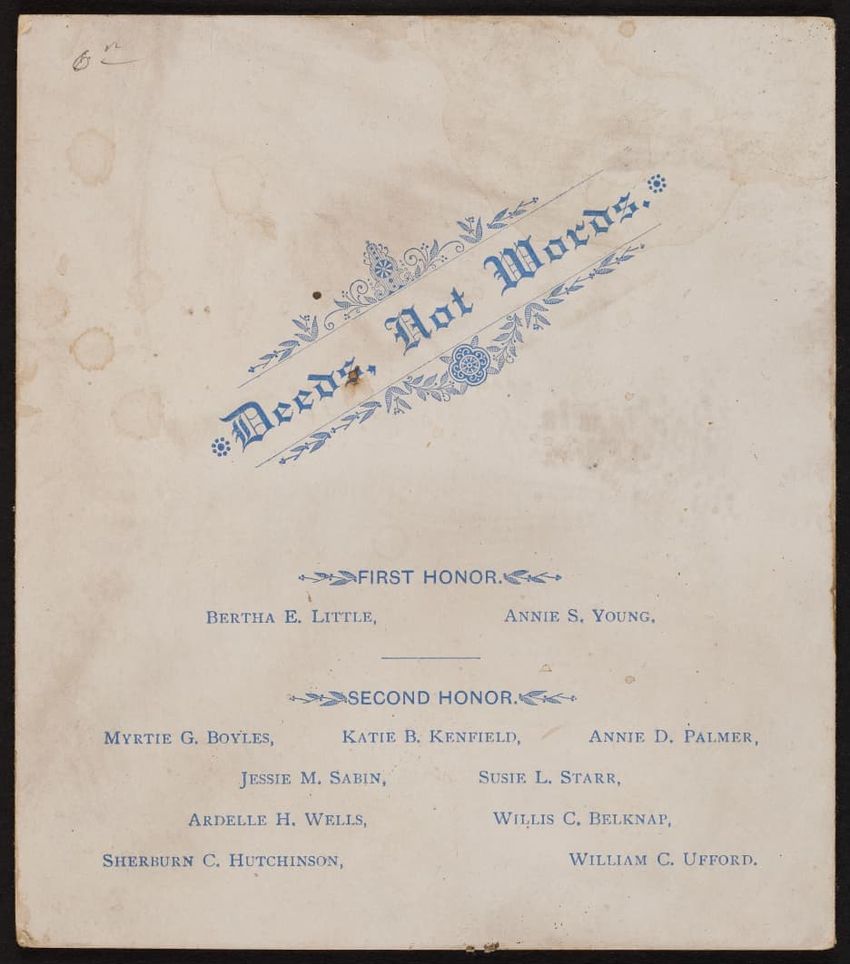 Deeds, Not Words.
FIRST HONOR.
BERTHA E. LITTLE, ANNIE S. YOUNG,
SECOND HONOR.
MYRTIE G. BOYLES, KATIE B. KENFIELD, ANNIE D. PALMER,
JESSIE M. SABIN, SUSIE L. STARR,
ARDELLE H. WELLS, WILLIS C. BELKNAP,
SHERBURN C. HUTCHINSON, WILLIAM C. UFFORD.